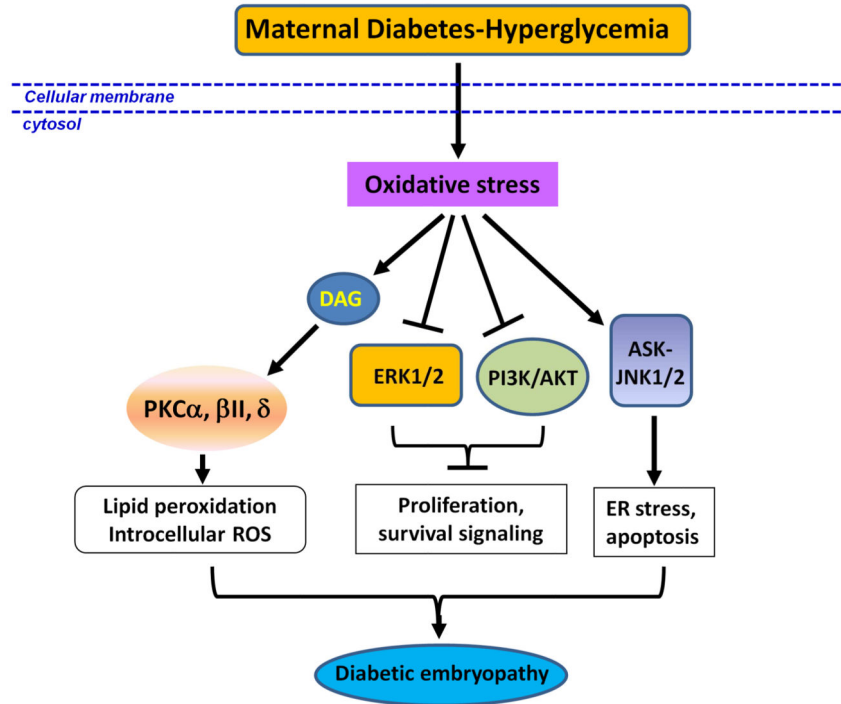 Maternal Diabetes-Hyperglycemia
Cellular membrane
cytosol
Oxidative stress
DAG
ERK1/2
PI3K/AKT
ASK-
JNK1/2
PKCα, βII, δ
Lipid peroxidation
Introcellular ROS
Proliferation,
survival signaling
ER stress,
apoptosis
Diabetic embryopathy